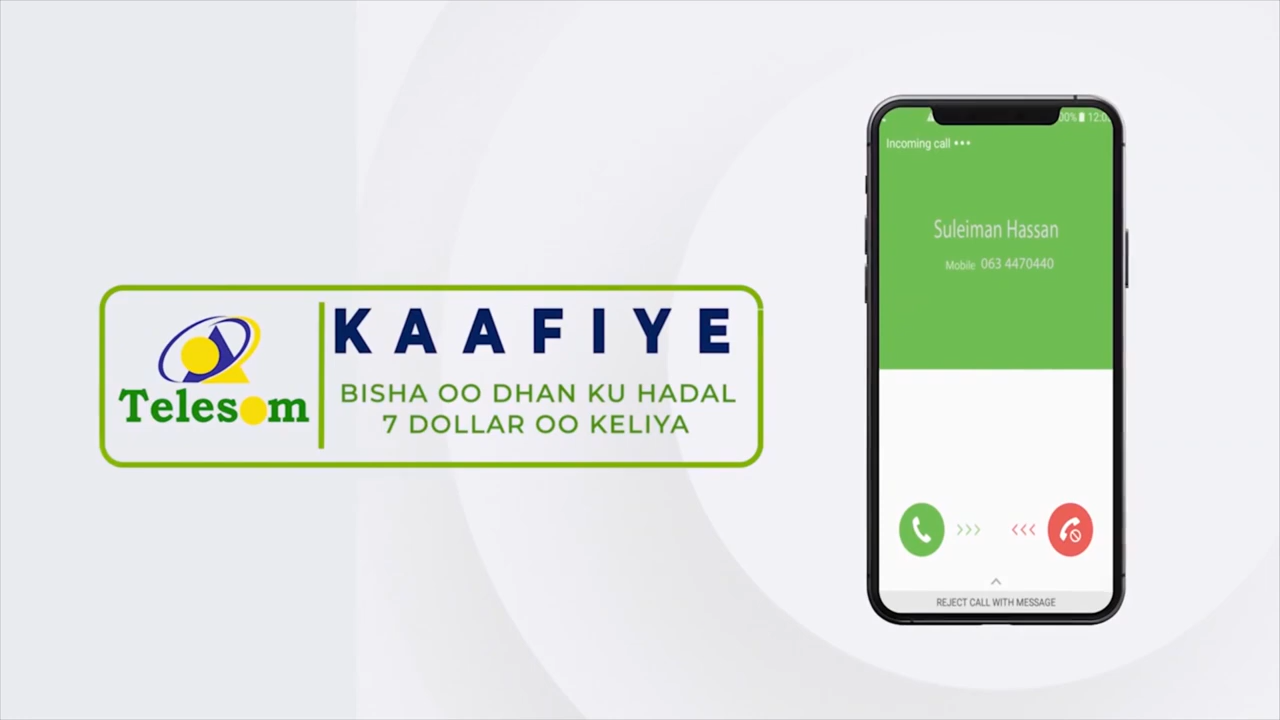 Telesom
KAAFIYE
BISHA OO DHAN KU HADAL
7 DOLLAR OO KELIYA
Incoming call •••
Suleiman Hassan
Mobile 063 4470440
REJECT CALL WITH MESSAGE